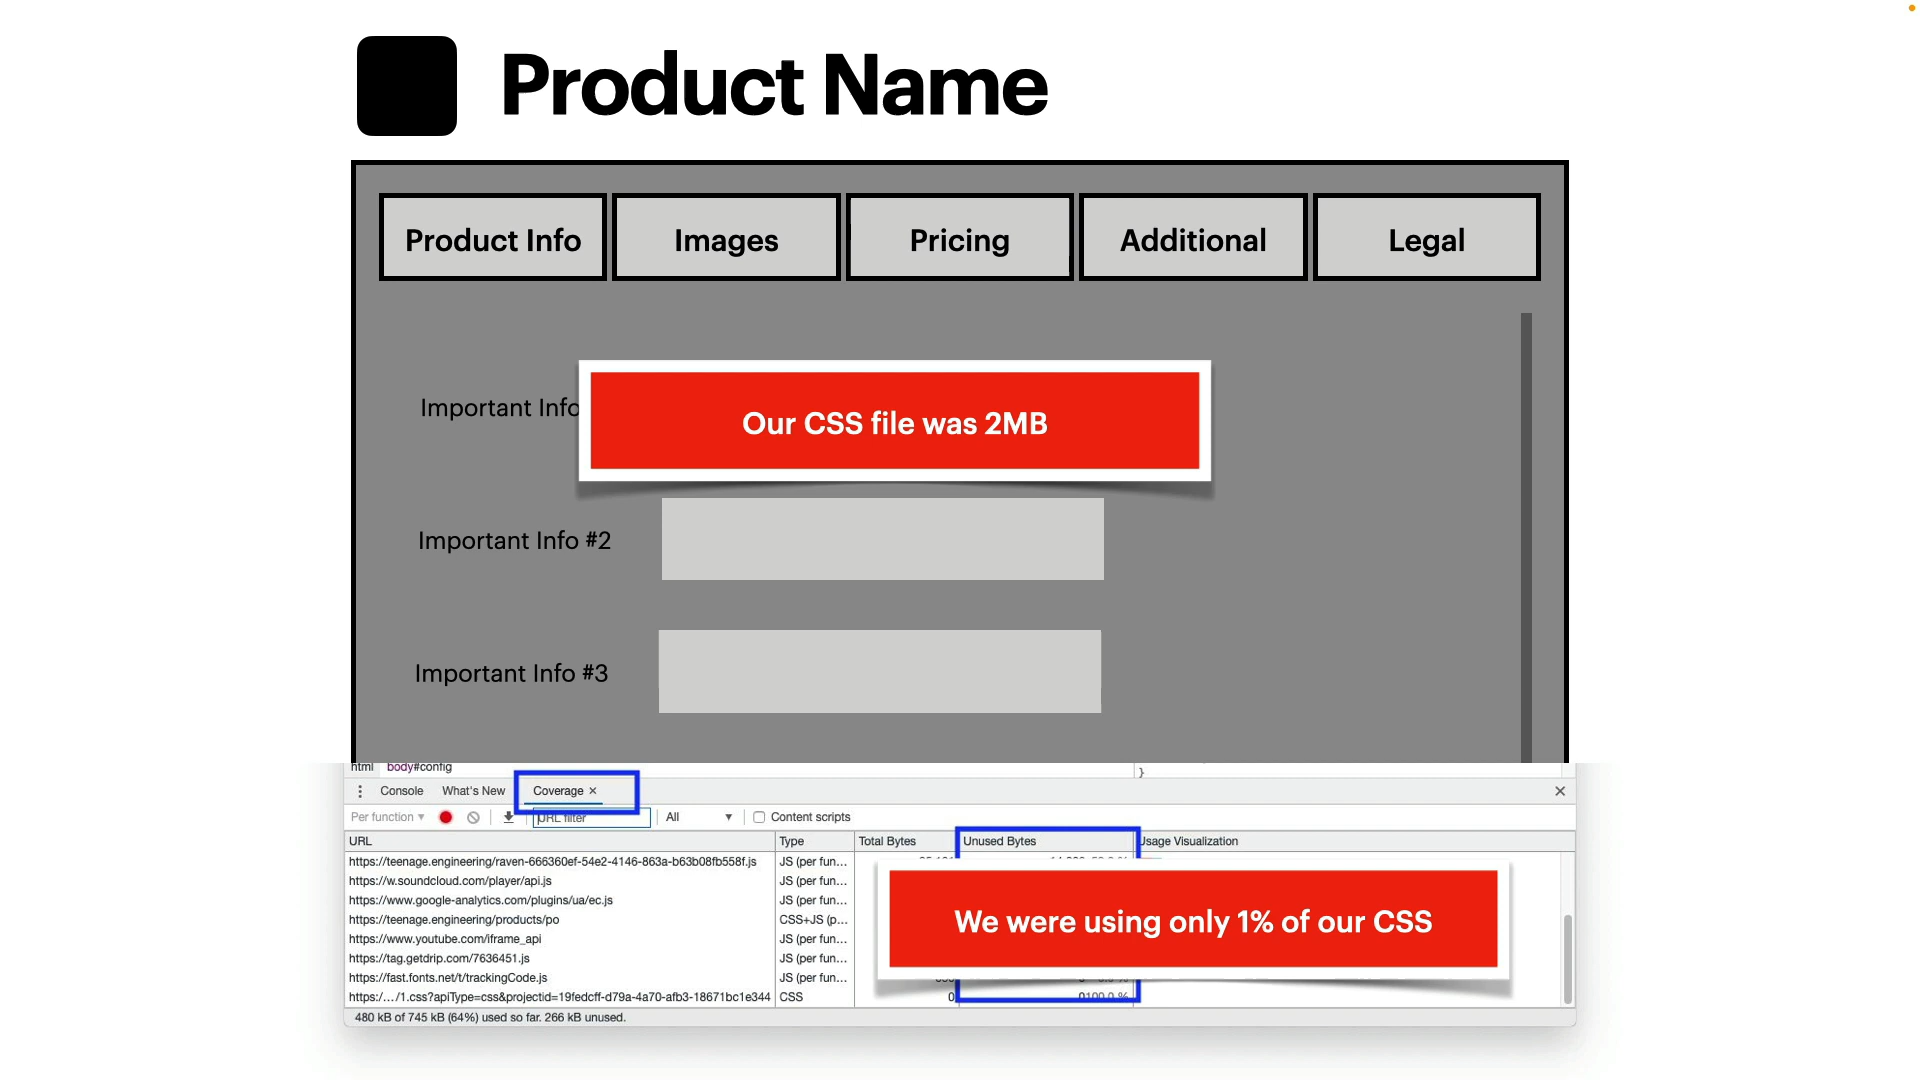 Product Name
Product Info Images Pricing Additional Legal
Important Info
Our CSS file was 2MB
Important Info #2
Important Info #3
html body#config }
Console What's New Coverage ×
Per function URL filter All Content scripts
URL Type Total Bytes Unused Bytes Usage Visualization
https://teenage.engineering/raven-666360ef-54e2-4146-863a-b63b08fb558f.js JS (per fun...
https://w.soundcloud.com/player/api.js JS (per fun...
https://www.google-analytics.com/plugins/ua/ec.js JS (per fun...
https://teenage.engineering/products/po CSS+JS (p...
We were using only 1% of our CSS
https://www.youtube.com/iframe_api JS (per fun...
https://tag.getdrip.com/7636451.js JS (per fun...
https://fast.fonts.net/t/trackingCode.js JS (per fun...
https:/.../1.css?apiType=css&projectid=19fedcff-d79a-4a70-afb3-18671bc1e344 CSS 0 0 100.0 %
480 kB of 745 kB (64%) used so far. 266 kB unused.